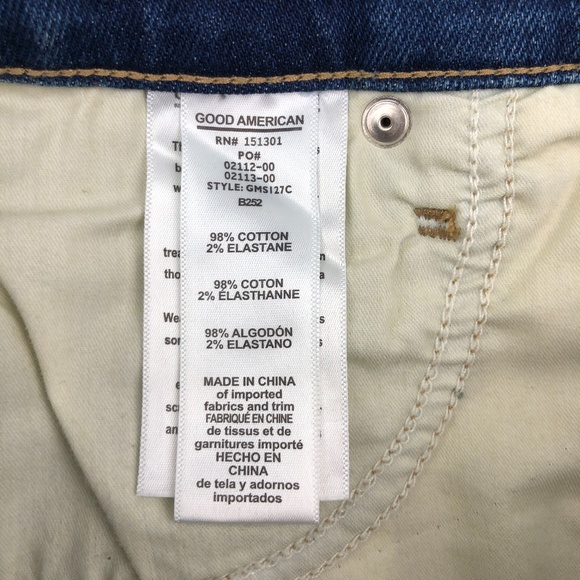 GOOD AMERICAN
RN# 151301
PO#
02112-00
02113-00
STYLE: GMS127C
B252
98% COTTON
2% ELASTANE
98% COTON
2% ÉLASTHANNE
98% ALGODÓN
2% ELASTANO
MADE IN CHINA
of imported
fabrics and trim
FABRIQUÉ EN CHINE
de tissus et de
garnitures importé
HECHO EN
CHINA
de tela y adornos
importados